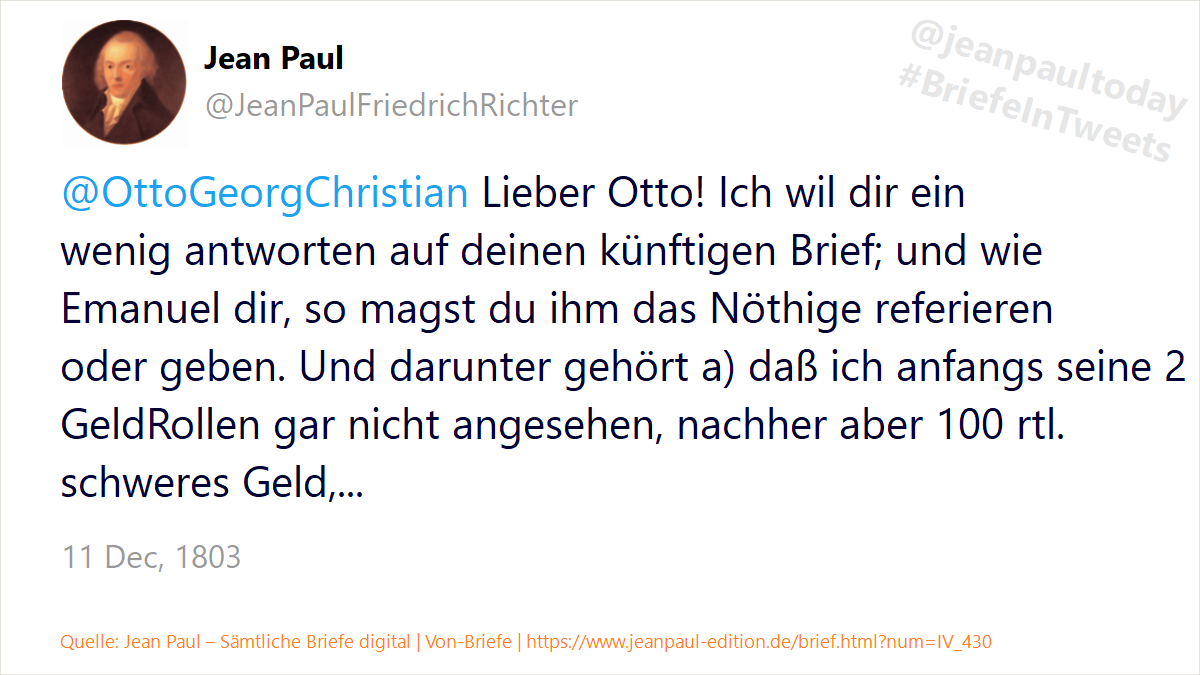 Jean Paul
@JeanPaulFriedrichRichter
@jeanpaultoday
#BriefeInTweets
@OttoGeorgChristian Lieber Otto! Ich wil dir ein
wenig antworten auf deinen künftigen Brief; und wie
Emanuel dir, so magst du ihm das Nöthige referieren
oder geben. Und darunter gehört a) daß ich anfangs seine 2
GeldRollen gar nicht angesehen, nachher aber 100 rtl.
schweres Geld,...
11 Dec, 1803
Quelle: Jean Paul – Sämtliche Briefe digital | Von-Briefe | https://www.jeanpaul-edition.de/brief.html?num=IV_430